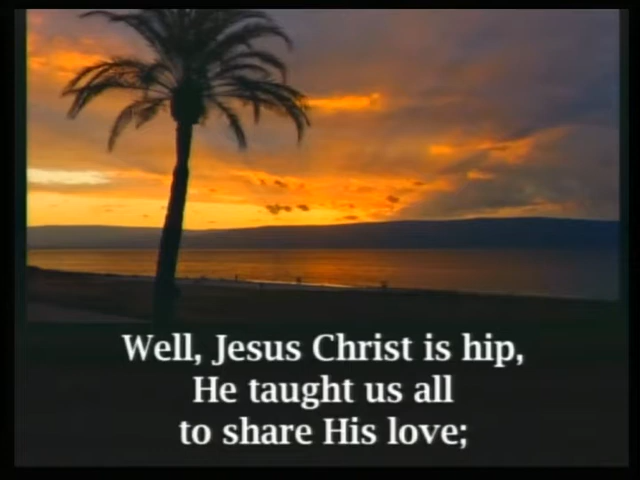 Well, Jesus Christ is hip,
He taught us all
to share His love;